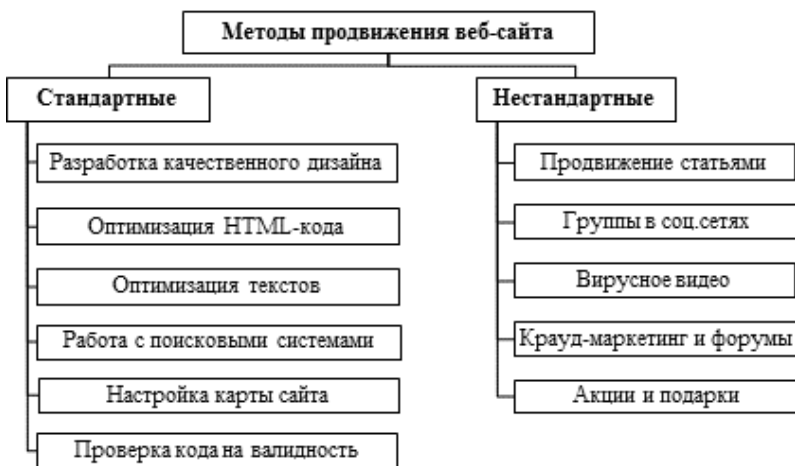 Методы продвижения веб-сайта
Стандартные
Разработка качественного дизайна
Оптимизация HTML-кода
Оптимизация текстов
Работа с поисковыми системами
Настройка карты сайта
Проверка кода на валидность
Нестандартные
Продвижение статьями
Группы в соц.сетях
Вирусное видео
Крауд-маркетинг и форумы
Акции и подарки